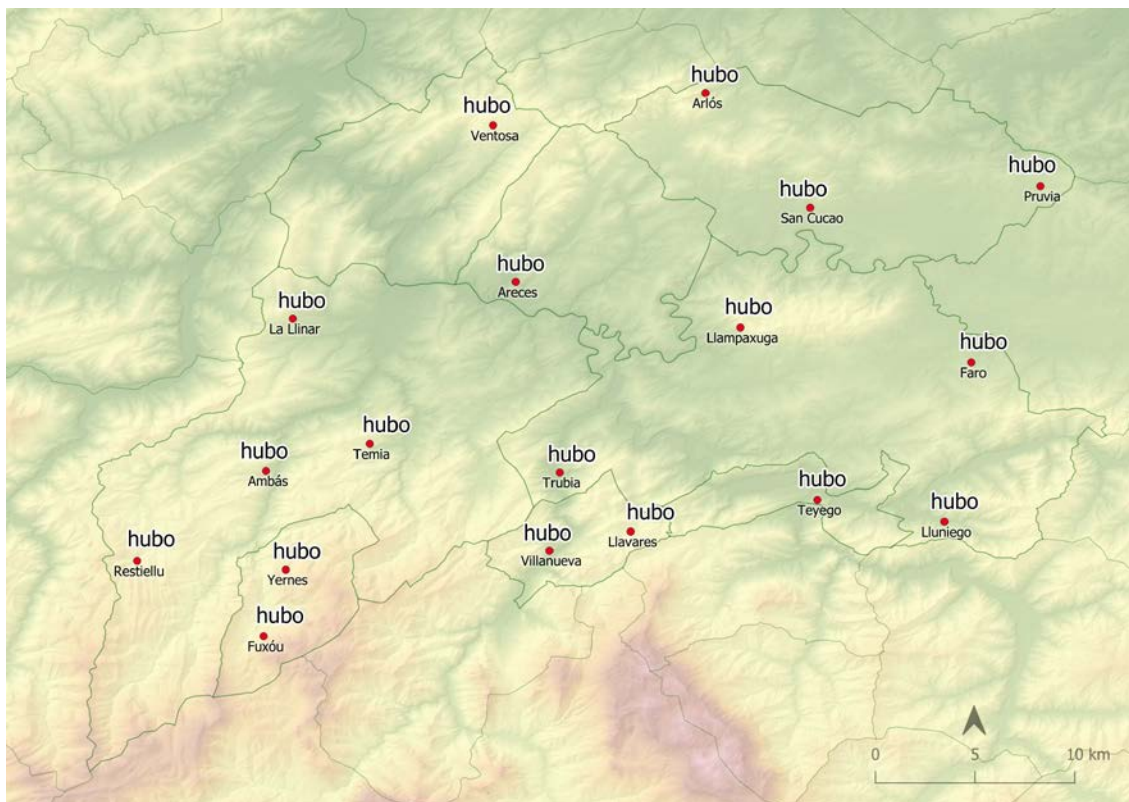 hubo
Arlós
hubo
Ventosa
hubo
Pruvia
hubo
San Cucao
hubo
Areces
hubo
La Llinar
hubo
Llampaxuga
hubo
Faro
hubo
Temia
hubo
Ambás
hubo
Trubia
hubo
Teyego
hubo
Lluniego
hubo
Llavares
hubo
Villanueva
hubo
Restiellu
hubo
Yernes
hubo
Fuxóu
0 5 10 km